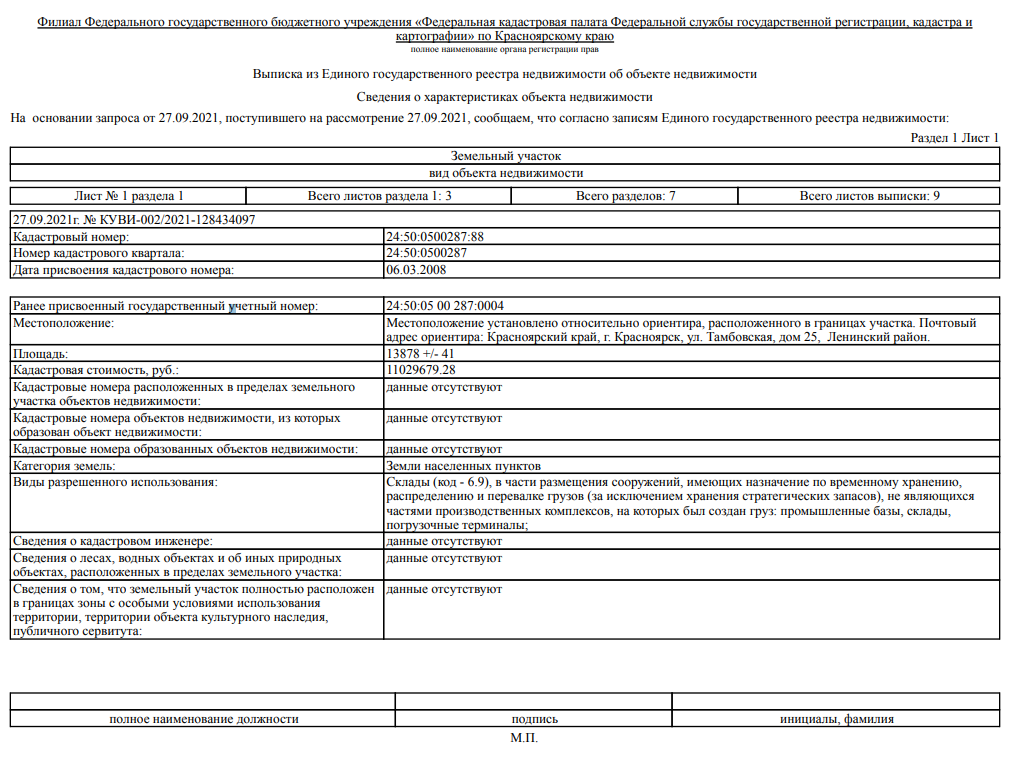 Филиал Федерального государственного бюджетного учреждения «Федеральная кадастровая палата Федеральной службы государственной регистрации, кадастра и
картографии» по Красноярскому краю
полное наименование органа регистрации прав
Выписка из Единого государственного реестра недвижимости об объекте недвижимости
Сведения о характеристиках объекта недвижимости
На основании запроса от 27.09.2021, поступившего на рассмотрение 27.09.2021, сообщаем, что согласно записям Единого государственного реестра недвижимости:
Раздел 1 Лист 1
Земельный участок
вид объекта недвижимости
Лист № 1 раздела 1 Всего листов раздела 1: 3 Всего разделов: 7 Всего листов выписки: 9
27.09.2021г. № КУВИ-002/2021-128434097
Кадастровый номер: 24:50:0500287:88
Номер кадастрового квартала: 24:50:0500287
Дата присвоения кадастрового номера: 06.03.2008
Ранее присвоенный государственный учетный номер: 24:50:05 00 287:0004
Местоположение: Местоположение установлено относительно ориентира, расположенного в границах участка. Почтовый
адрес ориентира: Красноярский край, г. Красноярск, ул. Тамбовская, дом 25, Ленинский район.
Площадь: 13878 +/- 41
Кадастровая стоимость, руб.: 11029679.28
Кадастровые номера расположенных в пределах земельного данные отсутствуют
участка объектов недвижимости:
Кадастровые номера объектов недвижимости, из которых данные отсутствуют
образован объект недвижимости:
Кадастровые номера образованных объектов недвижимости: данные отсутствуют
Категория земель: Земли населенных пунктов
Виды разрешенного использования: Склады (код - 6.9), в части размещения сооружений, имеющих назначение по временному хранению,
распределению и перевалке грузов (за исключением хранения стратегических запасов), не являющихся
частями производственных комплексов, на которых был создан груз: промышленные базы, склады,
погрузочные терминалы;
Сведения о кадастровом инженере: данные отсутствуют
Сведения о лесах, водных объектах и об иных природных данные отсутствуют
объектах, расположенных в пределах земельного участка:
Сведения о том, что земельный участок полностью расположен данные отсутствуют
в границах зоны с особыми условиями использования
территории, территории объекта культурного наследия,
публичного сервитута:
полное наименование должности подпись инициалы, фамилия
М.П.